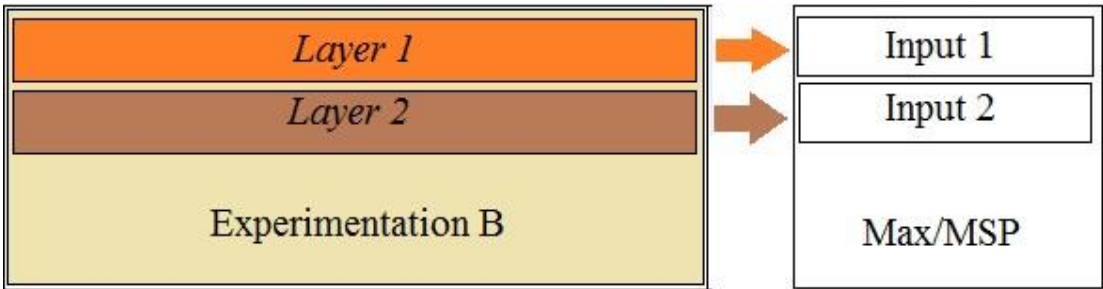 Layer 1
Input 1
Layer 2
Input 2
Experimentation B
Max/MSP